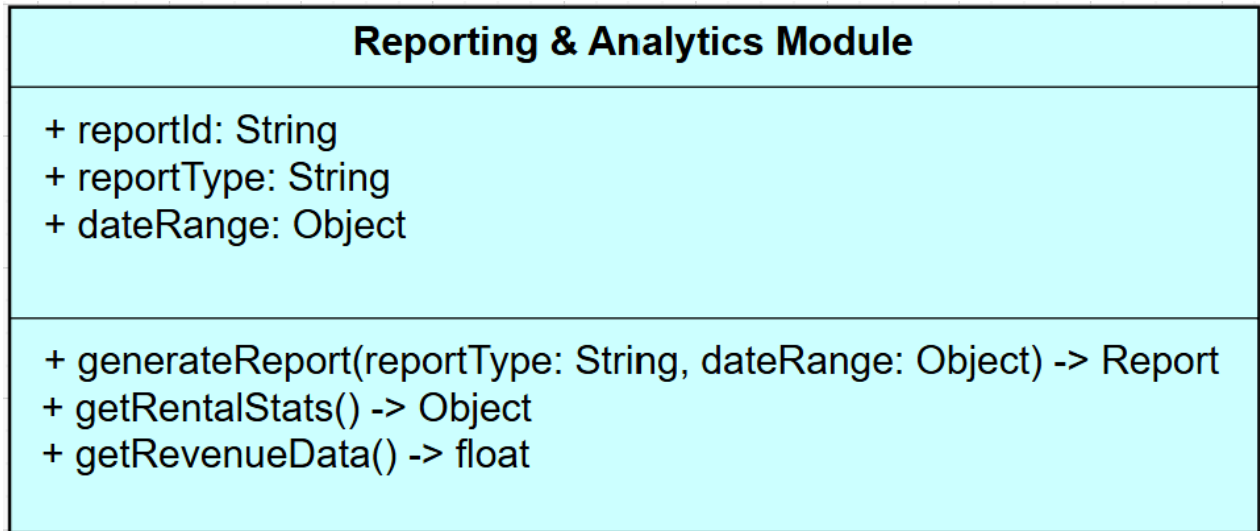 Reporting & Analytics Module
+ reportId: String
+ reportType: String
+ dateRange: Object
+ generateReport(reportType: String, dateRange: Object) -> Report
+ getRentalStats() -> Object
+ getRevenueData() -> float